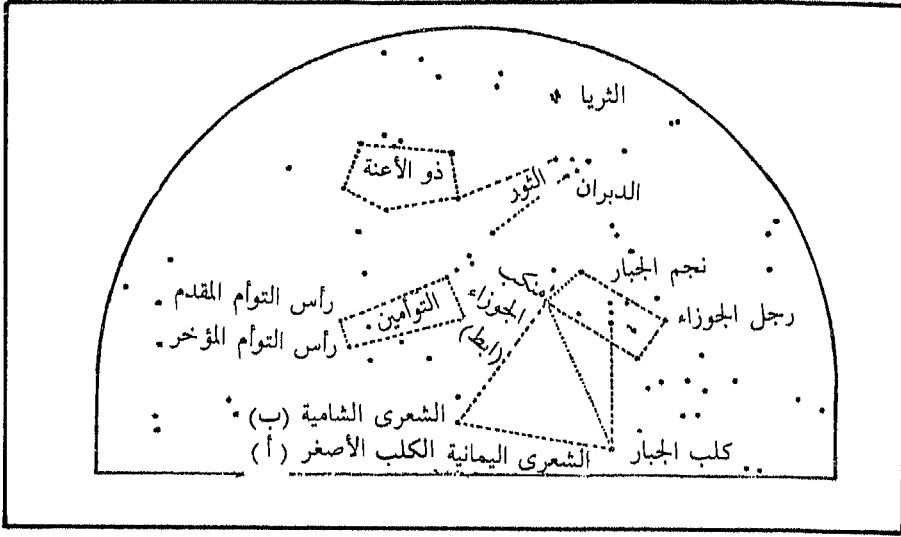 الثريا
ذو الأعنة
الثور
الدبران
نجم الجبار
منكب
الجوزاء
(ابط)
رجل الجوزاء
التوأمين
رأس التوأم المقدم
رأس التوأم المؤخر
الشعرى الشامية (ب)
الشعرى اليمانية الكلب الأصغر (أ)
كلب الجبار